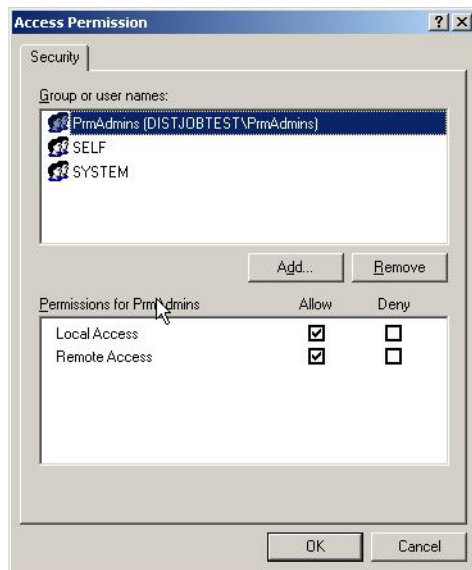 Access Permission
Security
Group or user names:
PrmAdmins (DISTJOBTEST\PrmAdmins)
SELF
SYSTEM
Add...
Remove
Permissions for PrmAdmins
Allow
Deny
Local Access
Remote Access
OK
Cancel